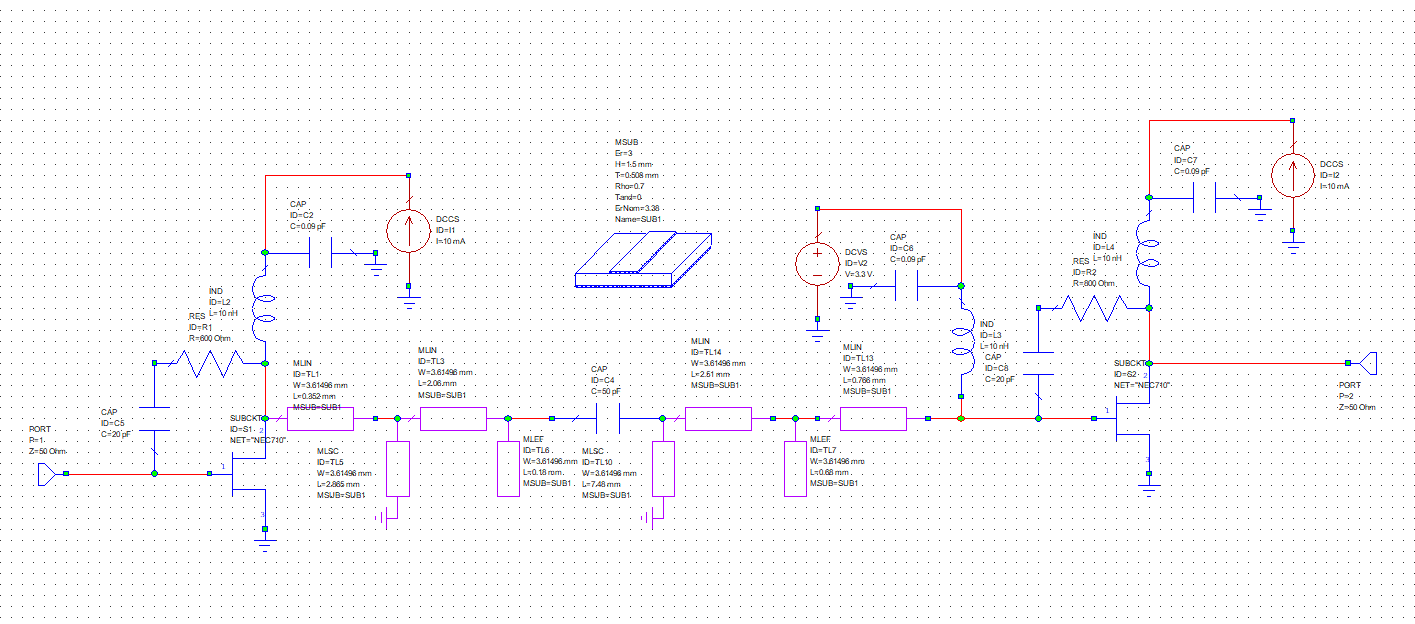 MSUB
Er=3
H=1.5 mm
T=0.508 mm
Rho=0.7
Tand=0
ErNom=3.38
Name=SUB1
CAP
ID=C7
C=0.09 pF
DCCS
ID=I2
I=10 mA
CAP
ID=C2
C=0.09 pF
DCCS
ID=I1
I=10 mA
DCVS
ID=V2
V=3.3 V
CAP
ID=C6
C=0.09 pF
IND
ID=L4
L=10 nH
RES
ID=R2
R=800 Ohm
IND
ID=L2
L=10 nH
RES
ID=R1
R=600 Ohm
IND
ID=L3
L=10 nH
CAP
ID=C8
C=20 pF
MLIN
ID=TL1
W=3.61496 mm
L=0.352 mm
MSUB=SUB1
MLIN
ID=TL3
W=3.61496 mm
L=2.06 mm
MSUB=SUB1
CAP
ID=C4
C=50 pF
MLIN
ID=TL14
W=3.61496 mm
L=2.51 mm
MSUB=SUB1
MLIN
ID=TL13
W=3.61496 mm
L=0.766 mm
MSUB=SUB1
SUBCKT
ID=S2
NET="NEC710"
1
2
3
PORT
P=2
Z=50 Ohm
CAP
ID=C5
C=20 pF
PORT
P=1
Z=50 Ohm
SUBCKT
ID=S1
NET="NEC710"
1
2
3
MLSC
ID=TL5
W=3.61496 mm
L=2.865 mm
MSUB=SUB1
MLEF
ID=TL6
W=3.61496 mm
L=0.18 mm
MSUB=SUB1
MLSC
ID=TL10
W=3.61496 mm
L=7.48 mm
MSUB=SUB1
MLEF
ID=TL7
W=3.61496 mm
L=0.68 mm
MSUB=SUB1